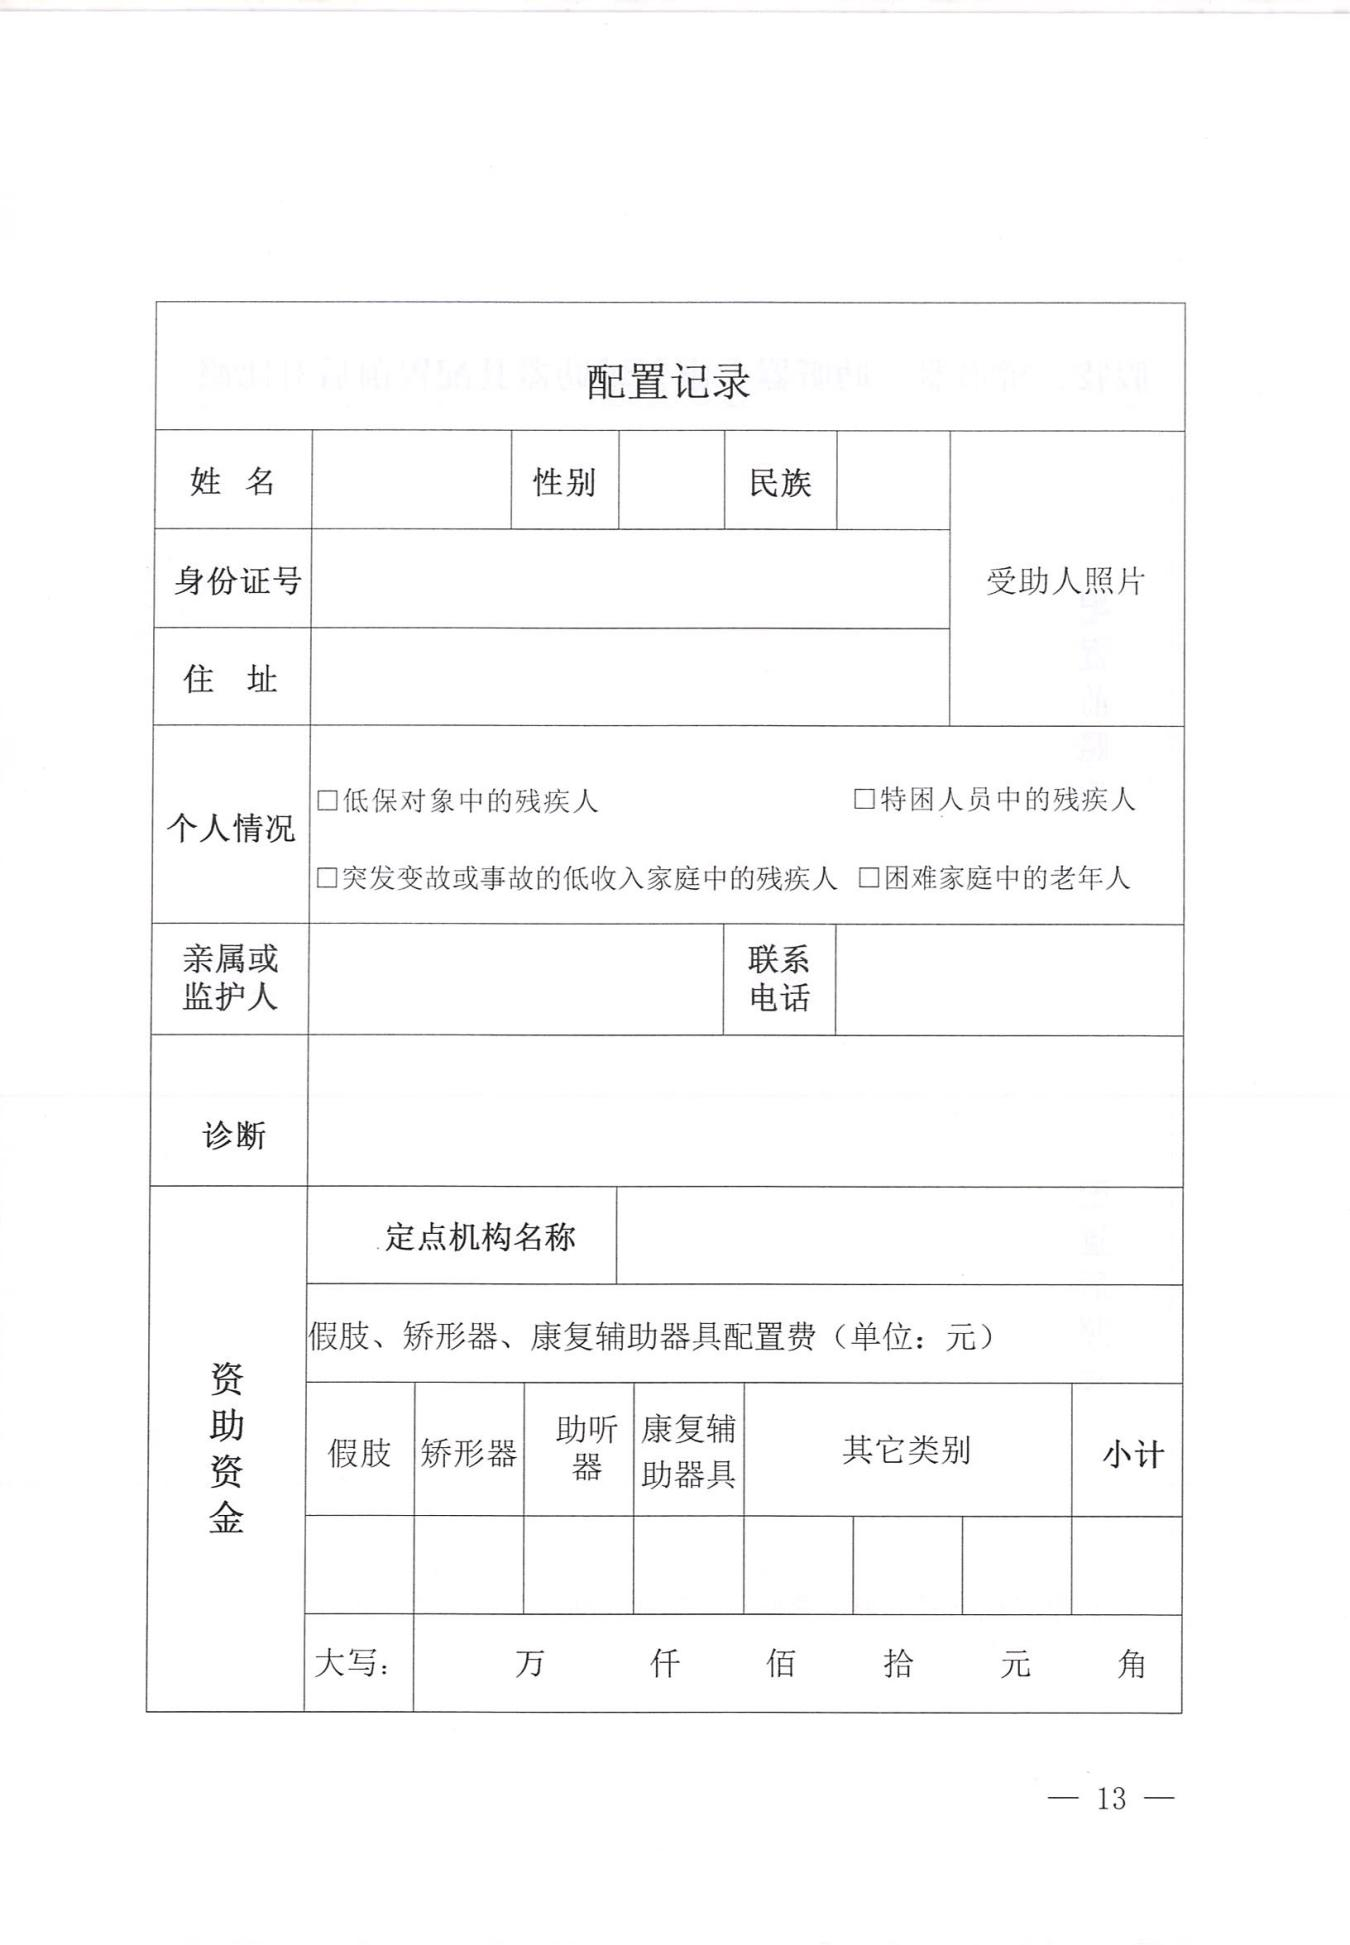 配置记录
姓 名 性别 民族
受助人照片
身份证号
住 址
个人情况
□低保对象中的残疾人 □特困人员中的残疾人
□突发变故或事故的低收入家庭中的残疾人 □困难家庭中的老年人
亲属或
监护人
联系
电话
诊断
资
助
资
金
定点机构名称
假肢、矫形器、康复辅助器具配置费（单位：元）
假肢
矫形器
助听
器
康复辅
助器具
其它类别
小计
大写： 万 仟 佰 拾 元 角
— 13 —